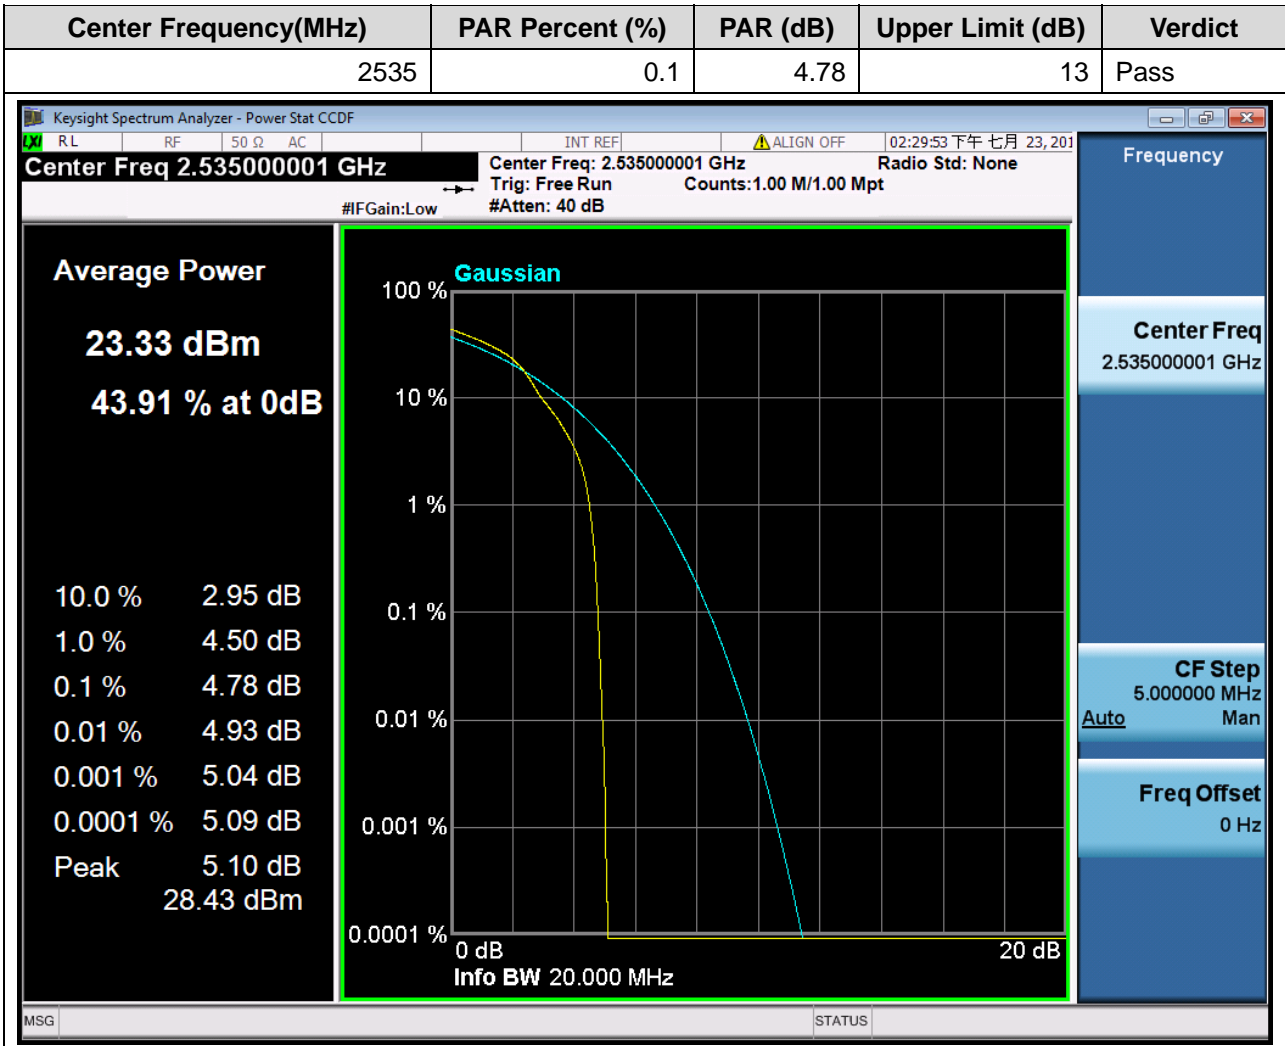 Center Frequency(MHz) PAR Percent (%) PAR (dB) Upper Limit (dB) Verdict
2535 0.1 4.78 13 Pass
Keysight Spectrum Analyzer - Power Stat CCDF
LXI RL RF 50 Ω AC INT REF ALIGN OFF 02:29:53 下午 七月 23, 201
Center Freq 2.535000001 GHz
#IFGain:Low
Center Freq: 2.535000001 GHz Radio Std: None
Trig: Free Run Counts:1.00 M/1.00 Mpt
#Atten: 40 dB
Average Power
23.33 dBm
43.91 % at 0dB
10.0 % 2.95 dB
1.0 % 4.50 dB
0.1 % 4.78 dB
0.01 % 4.93 dB
0.001 % 5.04 dB
0.0001 % 5.09 dB
Peak 5.10 dB
28.43 dBm
Gaussian
100 %
10 %
1 %
0.1 %
0.01 %
0.001 %
0.0001 %
0 dB 20 dB
Info BW 20.000 MHz
Frequency
Center Freq
2.535000001 GHz
CF Step
5.000000 MHz
Auto Man
Freq Offset
0 Hz
MSG STATUS